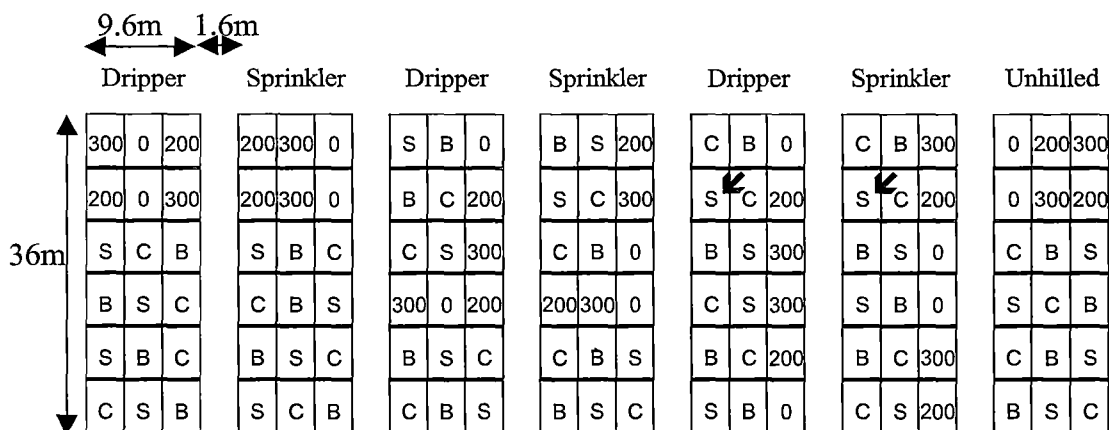 9.6m 1.6m
Dripper Sprinkler Dripper Sprinkler Dripper Sprinkler Unhilled
300 0 200 200 300 0 S B 0 B S 200 C B 0 C B 300 0 200 300
200 0 300 200 300 0 B C 200 S C 300 S C 200 S C 200 0 300 200
36m S C B S B C C S 300 C B 0 B S 300 B S 0 C B S
B S C C B S 300 0 200 200 300 0 C S 300 S B 0 S C B
S B C B S C B S C C B S B C 200 B C 300 C B S
C S B S C B C B S B S C S B 0 C S 200 B S C